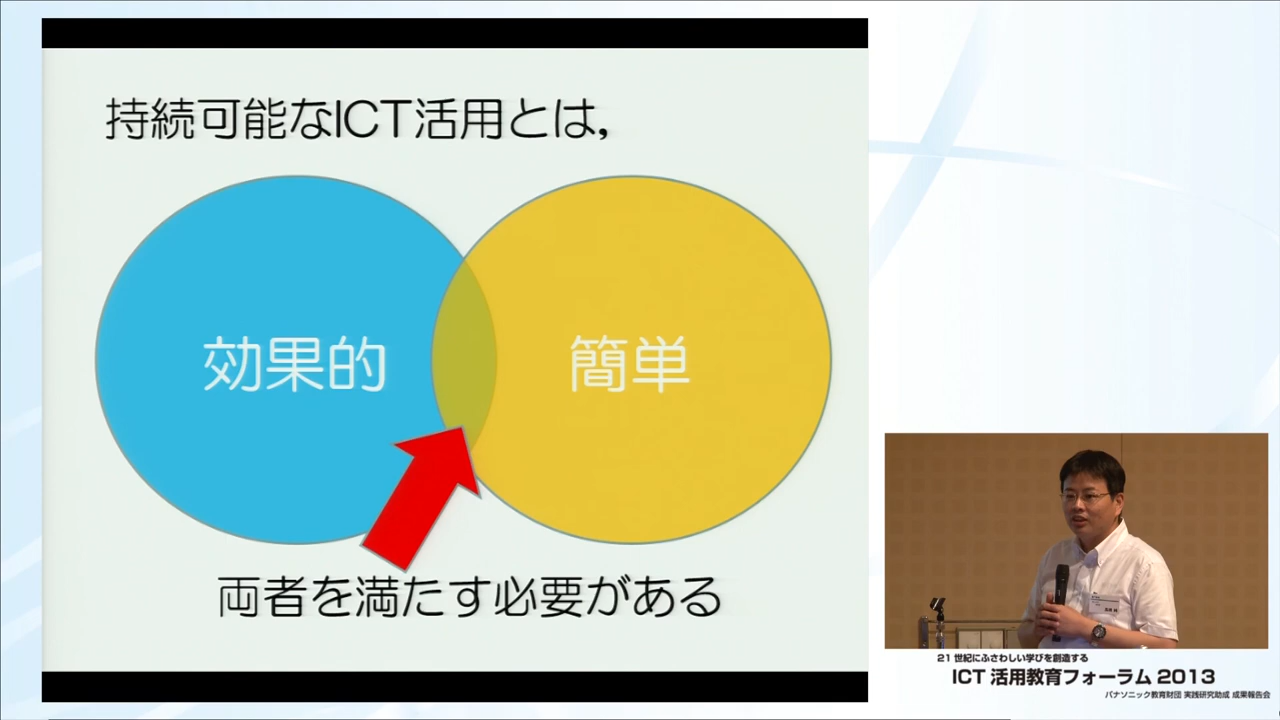 持続可能なICT活用とは,
効果的
簡単
両者を満たす必要がある
21 世紀にふさわしい学びを創造する
ICT 活用教育フォーラム 2013
パナソニック教育財団 実践研究助成 成果報告会